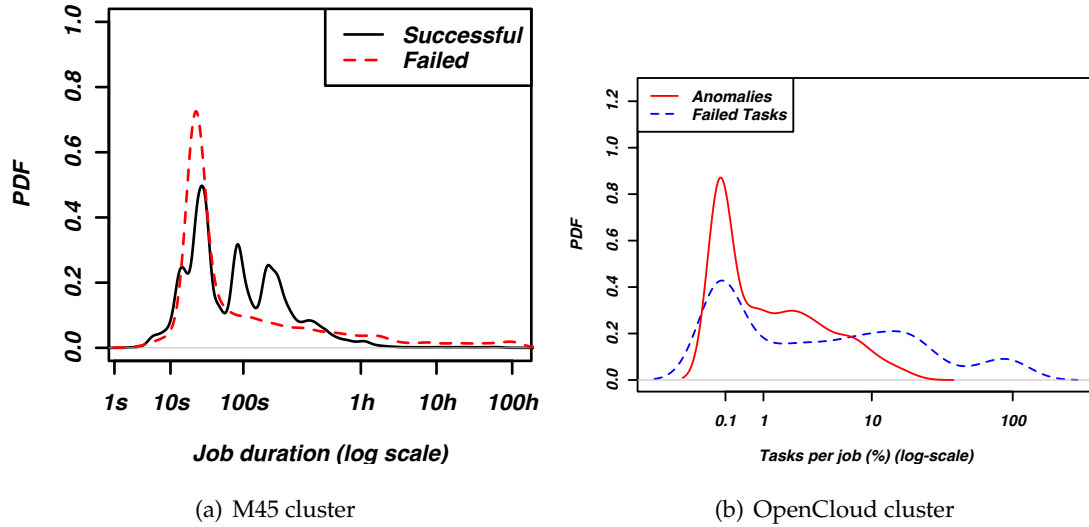 Successful
Failed
PDF
1.0
0.8
0.6
0.4
0.2
0.0
1s 10s 100s 1h 10h 100h
Job duration (log scale)
(a) M45 cluster
Anomalies
Failed Tasks
PDF
1.2
1.0
0.8
0.6
0.4
0.2
0.0
0.1 1 10 100
Tasks per job (%) (log-scale)
(b) OpenCloud cluster